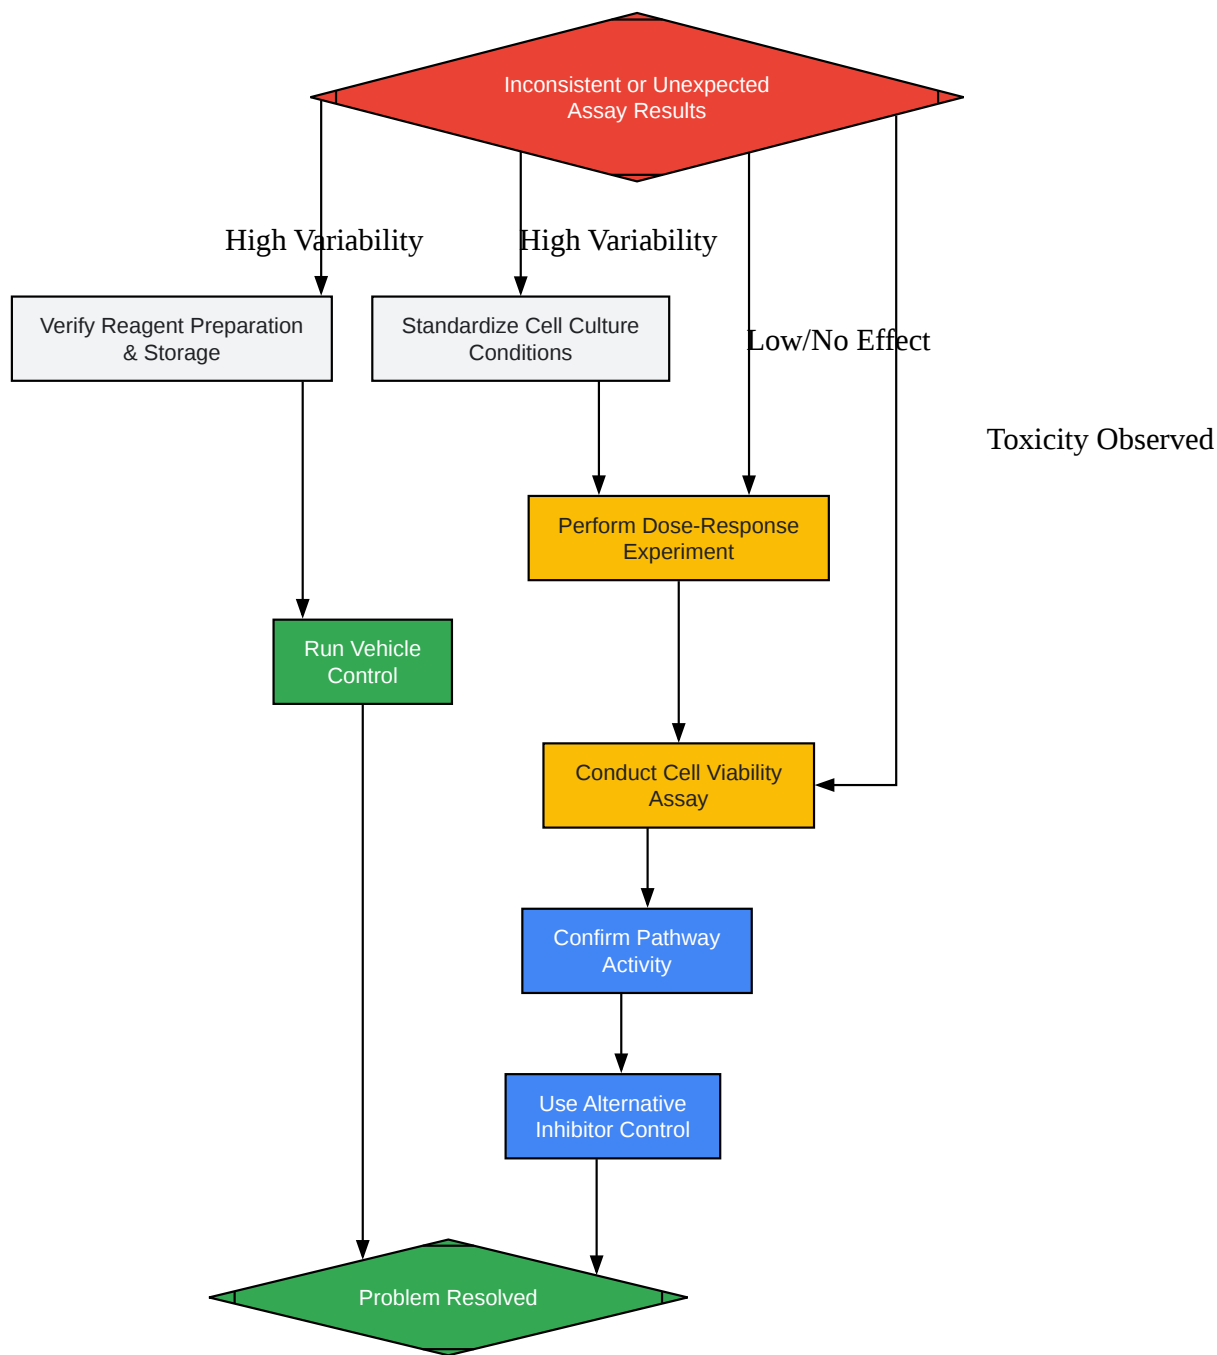 Inconsistent or Unexpected
Assay Results
High Variability
High Variability
Verify Reagent Preparation
& Storage
Standardize Cell Culture
Conditions
Low/No Effect
Toxicity Observed
Perform Dose-Response
Experiment
Run Vehicle
Control
Conduct Cell Viability
Assay
Confirm Pathway
Activity
Use Alternative
Inhibitor Control
Problem Resolved